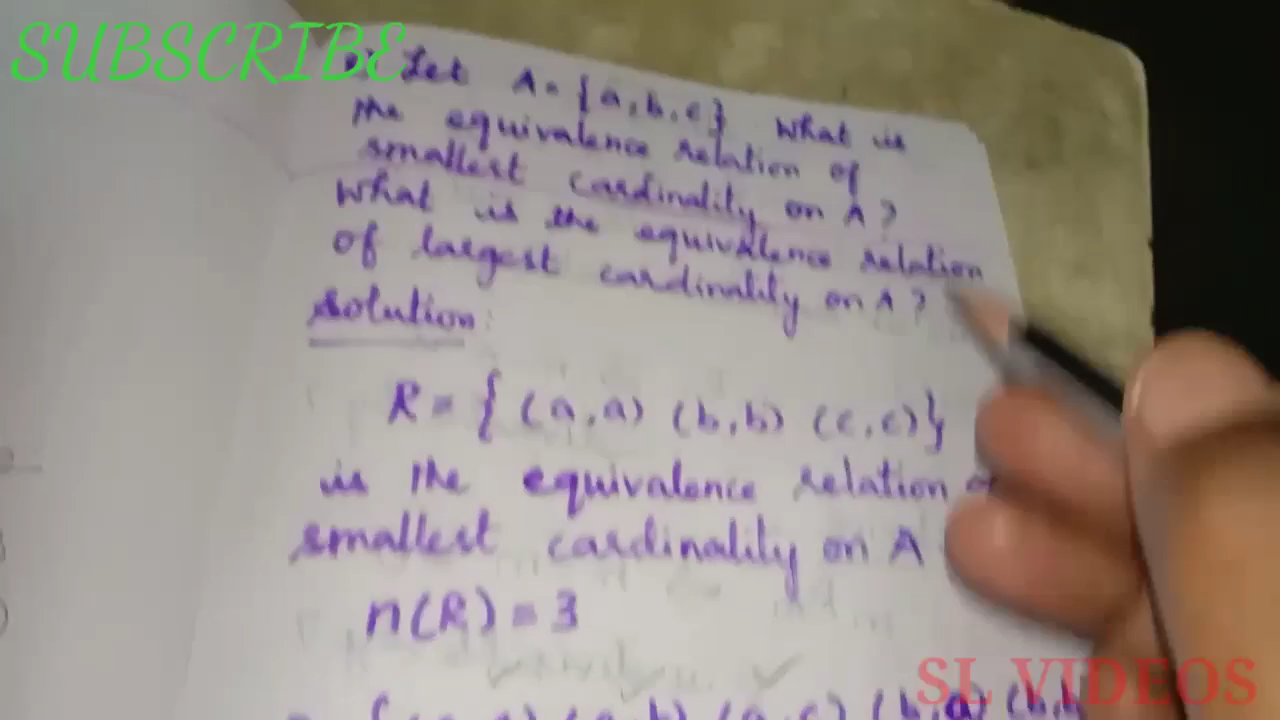 SUBSCRIBE
Let A = {a, b, c} What is
the equivalence relation of
smallest cardinality on A?
What is the equivalence relation
of largest cardinality on A?
solution:
R = { (a,a) (b,b) (c,c)}
is the equivalence relation
smallest cardinality on A
n(R) = 3
(a,b) (a,c) (b,a)
SL VIDEOS